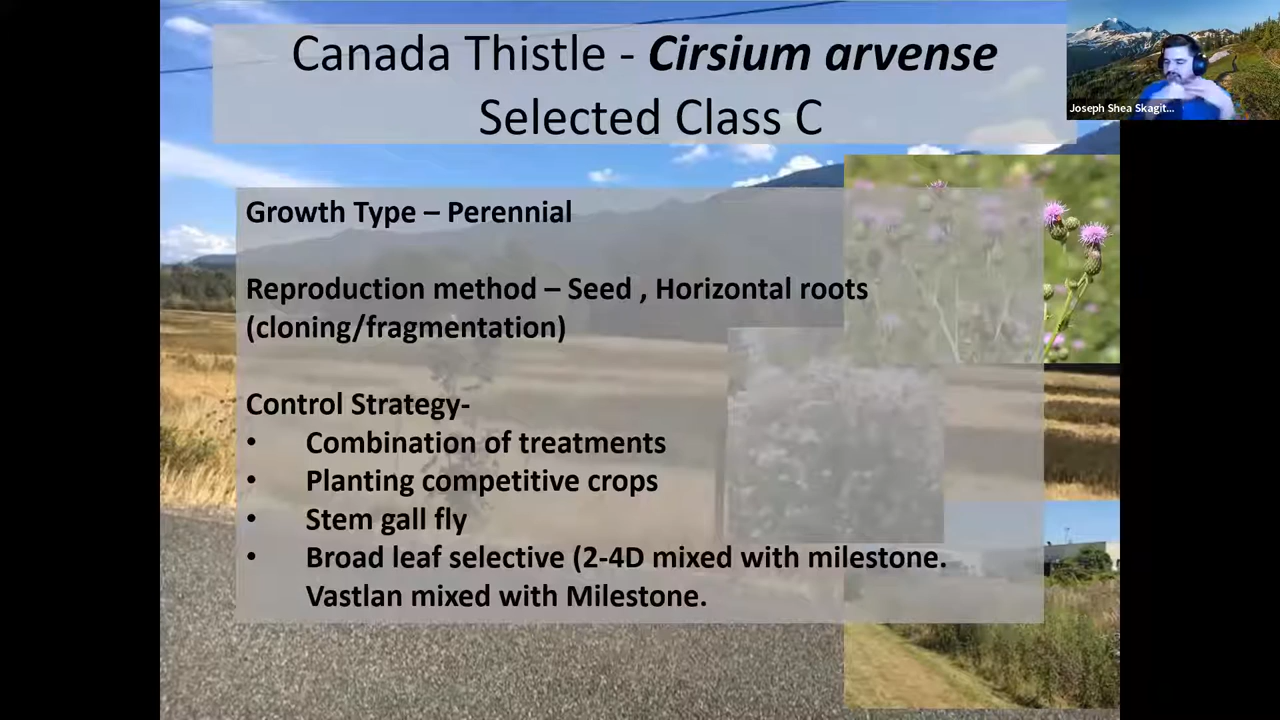 Canada Thistle - Cirsium arvense
Selected Class C
Joseph Shea Skagit...
Growth Type – Perennial
Reproduction method – Seed , Horizontal roots
(cloning/fragmentation)
Control Strategy-
• Combination of treatments
• Planting competitive crops
• Stem gall fly
• Broad leaf selective (2-4D mixed with milestone.
Vastlan mixed with Milestone.